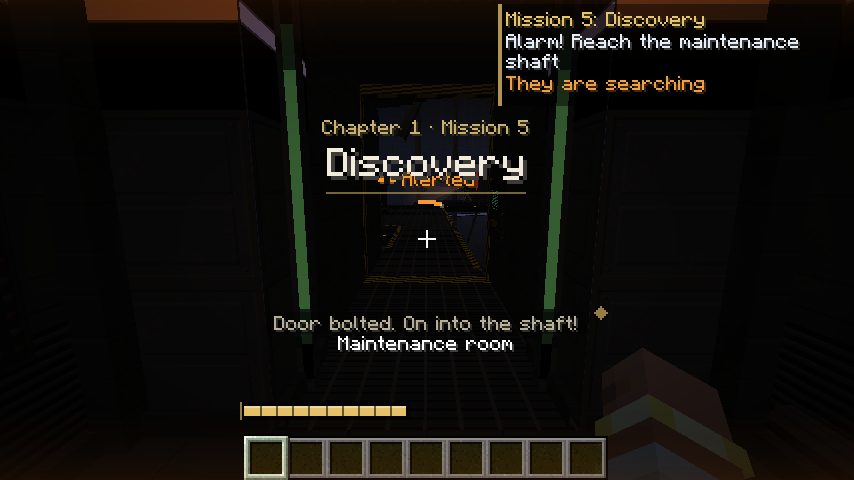 Mission 5: Discovery
Alarm! Reach the maintenance
shaft
They are searching
Chapter 1 · Mission 5
Discovery
Door bolted. On into the shaft!
Maintenance room